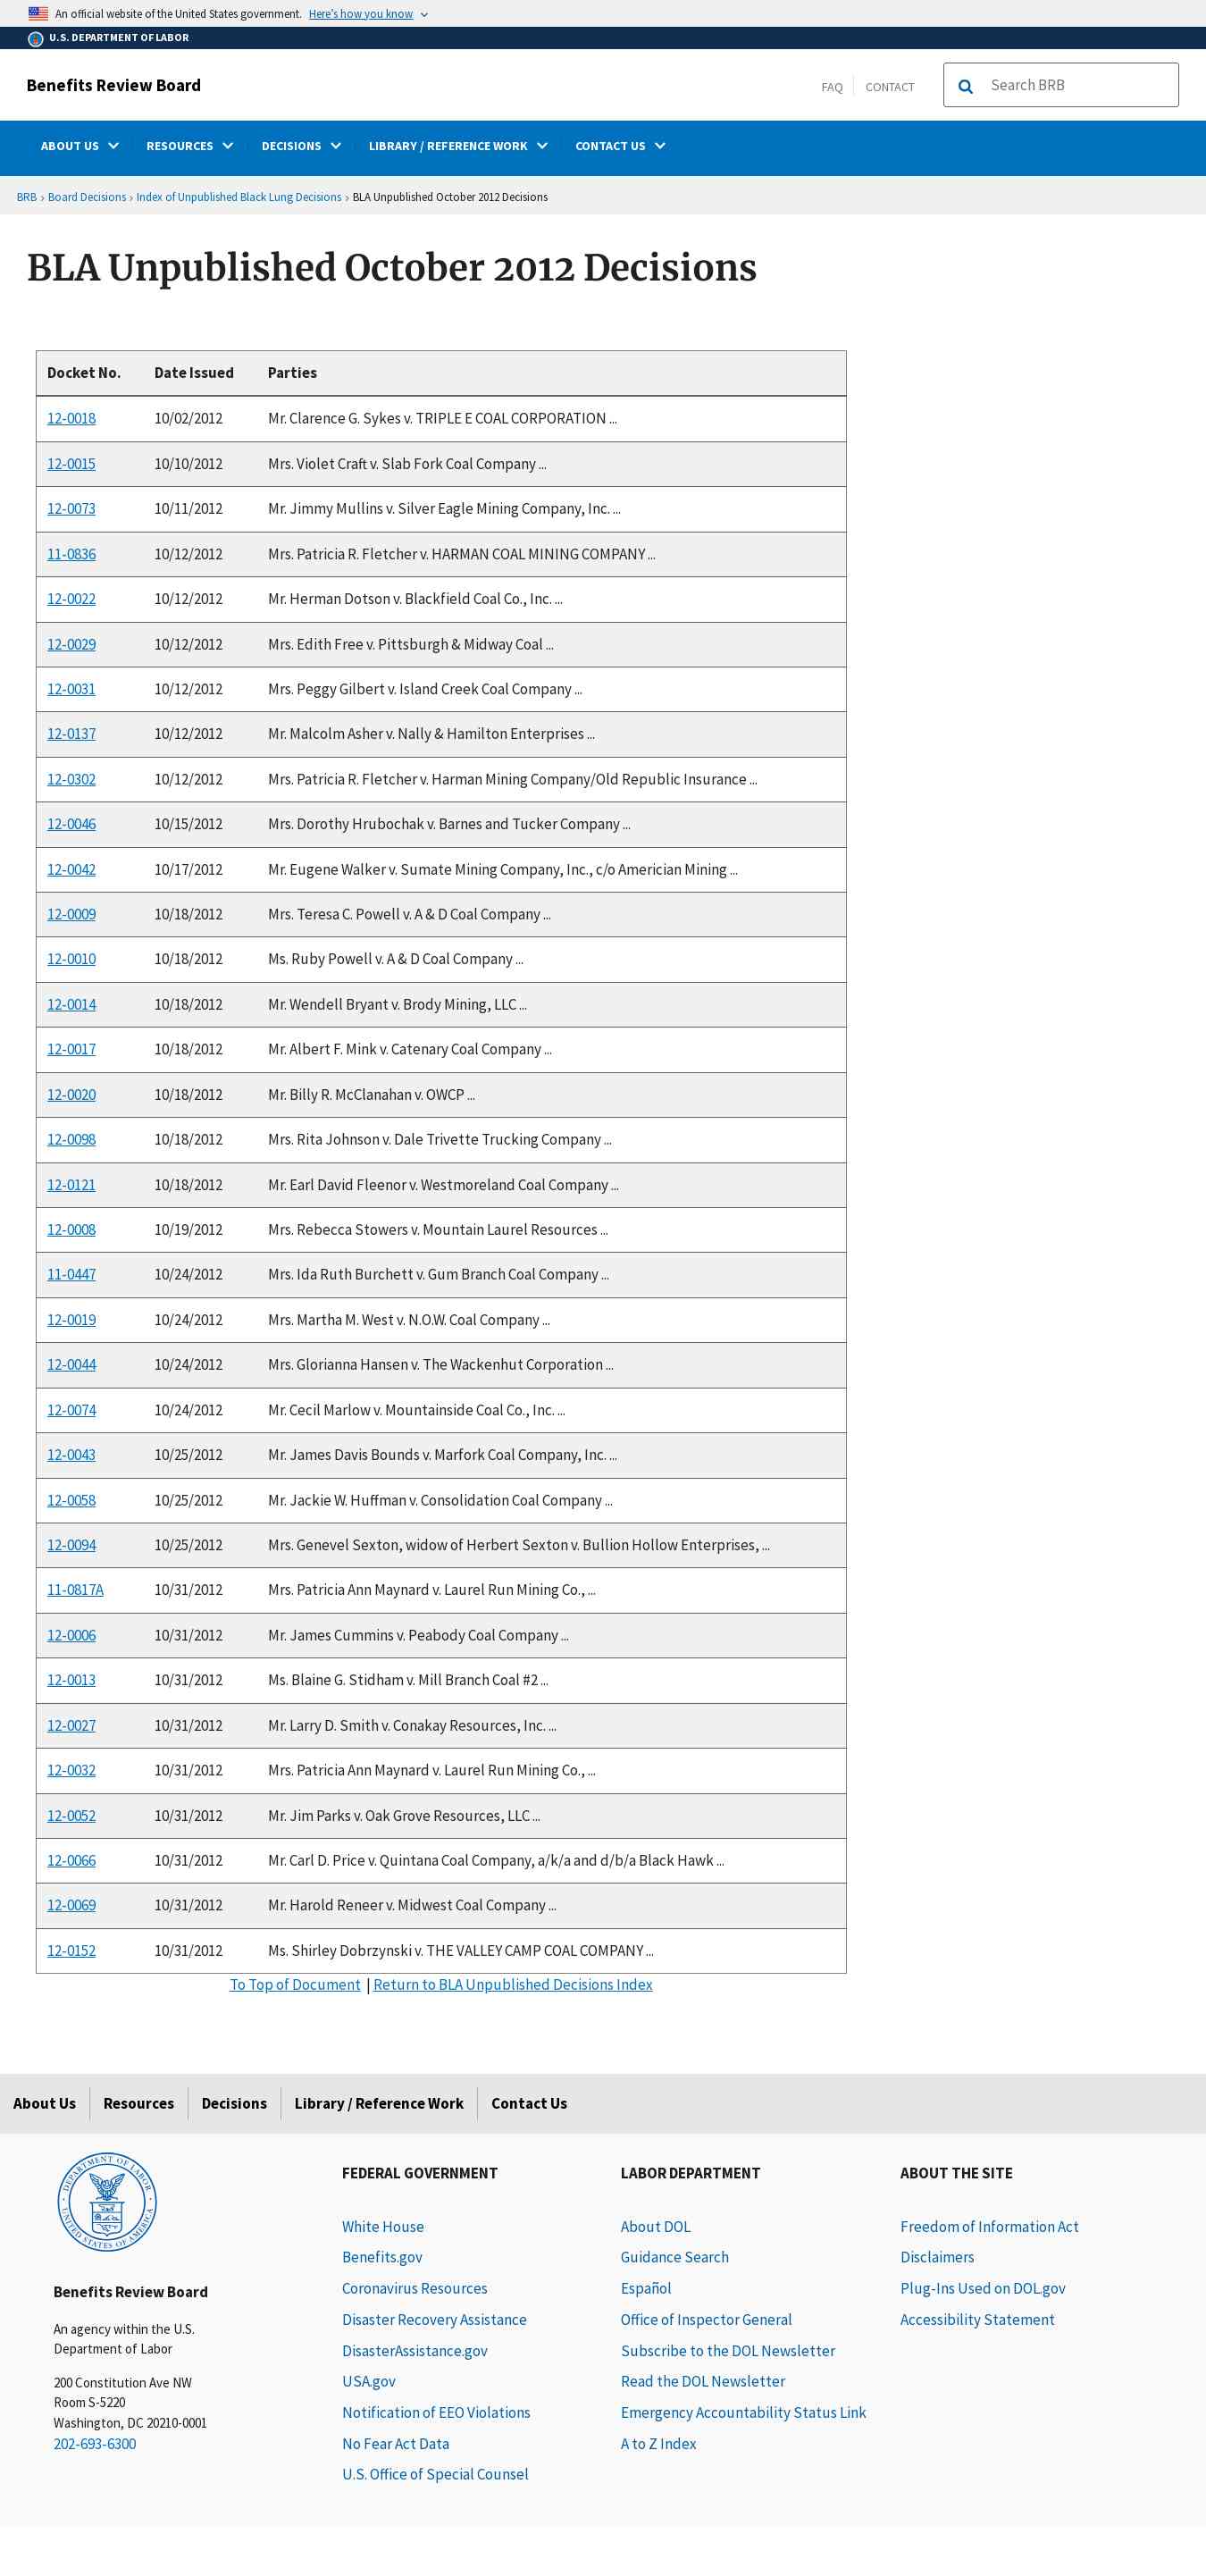 An official website of the United States government. Here's how you know
U.S. DEPARTMENT OF LABOR
Benefits Review Board
FAQ CONTACT Search BRB
ABOUT US RESOURCES DECISIONS LIBRARY / REFERENCE WORK CONTACT US
BRB › Board Decisions › Index of Unpublished Black Lung Decisions › BLA Unpublished October 2012 Decisions
BLA Unpublished October 2012 Decisions
Docket No. Date Issued Parties
12-0018 10/02/2012 Mr. Clarence G. Sykes v. TRIPLE E COAL CORPORATION ...
12-0015 10/10/2012 Mrs. Violet Craft v. Slab Fork Coal Company ...
12-0073 10/11/2012 Mr. Jimmy Mullins v. Silver Eagle Mining Company, Inc. ...
11-0836 10/12/2012 Mrs. Patricia R. Fletcher v. HARMAN COAL MINING COMPANY ...
12-0022 10/12/2012 Mr. Herman Dotson v. Blackfield Coal Co., Inc. ...
12-0029 10/12/2012 Mrs. Edith Free v. Pittsburgh & Midway Coal ...
12-0031 10/12/2012 Mrs. Peggy Gilbert v. Island Creek Coal Company ...
12-0137 10/12/2012 Mr. Malcolm Asher v. Nally & Hamilton Enterprises ...
12-0302 10/12/2012 Mrs. Patricia R. Fletcher v. Harman Mining Company/Old Republic Insurance ...
12-0046 10/15/2012 Mrs. Dorothy Hrubochak v. Barnes and Tucker Company ...
12-0042 10/17/2012 Mr. Eugene Walker v. Sumate Mining Company, Inc., c/o Americian Mining ...
12-0009 10/18/2012 Mrs. Teresa C. Powell v. A & D Coal Company ...
12-0010 10/18/2012 Ms. Ruby Powell v. A & D Coal Company ...
12-0014 10/18/2012 Mr. Wendell Bryant v. Brody Mining, LLC ...
12-0017 10/18/2012 Mr. Albert F. Mink v. Catenary Coal Company ...
12-0020 10/18/2012 Mr. Billy R. McClanahan v. OWCP ...
12-0098 10/18/2012 Mrs. Rita Johnson v. Dale Trivette Trucking Company ...
12-0121 10/18/2012 Mr. Earl David Fleenor v. Westmoreland Coal Company ...
12-0008 10/19/2012 Mrs. Rebecca Stowers v. Mountain Laurel Resources ...
11-0447 10/24/2012 Mrs. Ida Ruth Burchett v. Gum Branch Coal Company ...
12-0019 10/24/2012 Mrs. Martha M. West v. N.O.W. Coal Company ...
12-0044 10/24/2012 Mrs. Glorianna Hansen v. The Wackenhut Corporation ...
12-0074 10/24/2012 Mr. Cecil Marlow v. Mountainside Coal Co., Inc. ...
12-0043 10/25/2012 Mr. James Davis Bounds v. Marfork Coal Company, Inc. ...
12-0058 10/25/2012 Mr. Jackie W. Huffman v. Consolidation Coal Company ...
12-0094 10/25/2012 Mrs. Genevel Sexton, widow of Herbert Sexton v. Bullion Hollow Enterprises, ...
11-0817A 10/31/2012 Mrs. Patricia Ann Maynard v. Laurel Run Mining Co., ...
12-0006 10/31/2012 Mr. James Cummins v. Peabody Coal Company ...
12-0013 10/31/2012 Ms. Blaine G. Stidham v. Mill Branch Coal #2 ...
12-0027 10/31/2012 Mr. Larry D. Smith v. Conakay Resources, Inc. ...
12-0032 10/31/2012 Mrs. Patricia Ann Maynard v. Laurel Run Mining Co., ...
12-0052 10/31/2012 Mr. Jim Parks v. Oak Grove Resources, LLC ...
12-0066 10/31/2012 Mr. Carl D. Price v. Quintana Coal Company, a/k/a and d/b/a Black Hawk ...
12-0069 10/31/2012 Mr. Harold Reneer v. Midwest Coal Company ...
12-0152 10/31/2012 Ms. Shirley Dobrzynski v. THE VALLEY CAMP COAL COMPANY ...
To Top of Document | Return to BLA Unpublished Decisions Index
About Us Resources Decisions Library / Reference Work Contact Us
DEPARTMENT OF LABOR
UNITED STATES OF AMERICA
Benefits Review Board
An agency within the U.S.
Department of Labor
200 Constitution Ave NW
Room S-5220
Washington, DC 20210-0001
202-693-6300
FEDERAL GOVERNMENT
White House
Benefits.gov
Coronavirus Resources
Disaster Recovery Assistance
DisasterAssistance.gov
USA.gov
Notification of EEO Violations
No Fear Act Data
U.S. Office of Special Counsel
LABOR DEPARTMENT
About DOL
Guidance Search
Español
Office of Inspector General
Subscribe to the DOL Newsletter
Read the DOL Newsletter
Emergency Accountability Status Link
A to Z Index
ABOUT THE SITE
Freedom of Information Act
Disclaimers
Plug-Ins Used on DOL.gov
Accessibility Statement